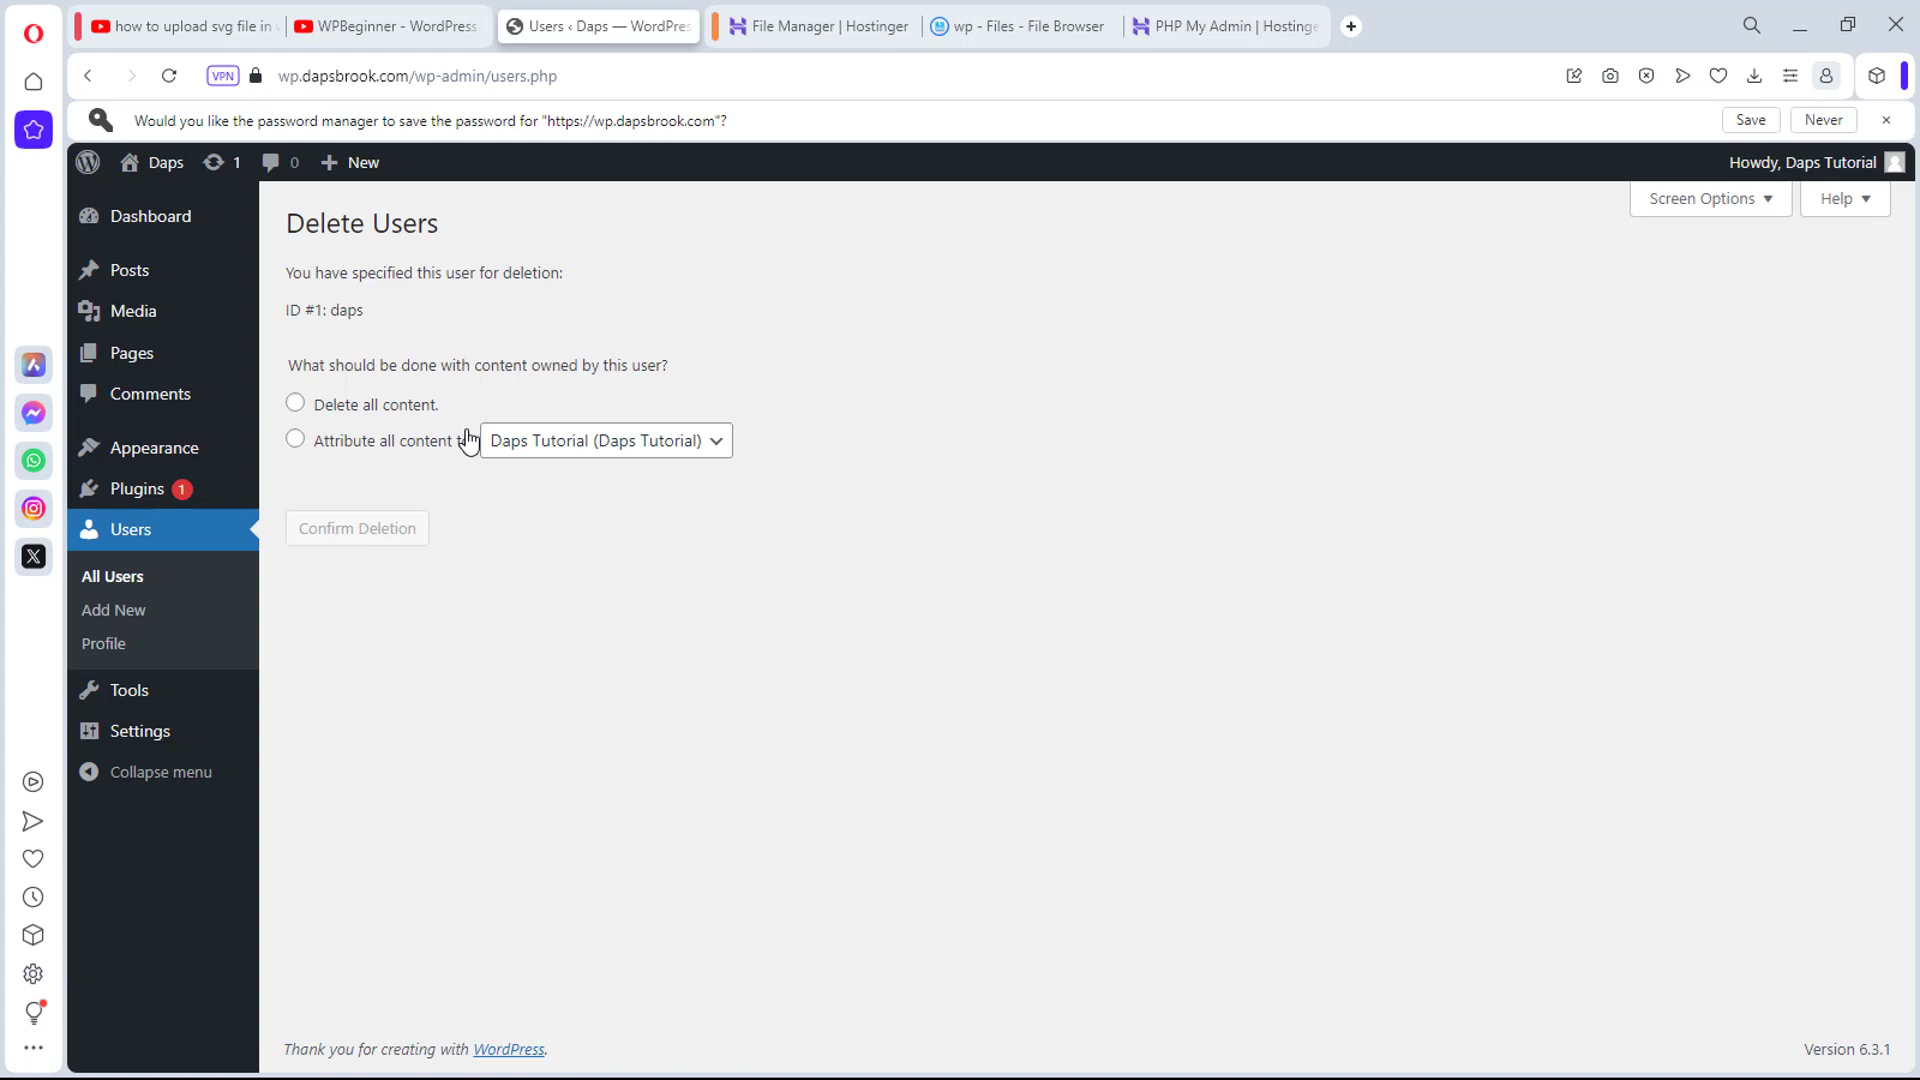 how to upload svg file in
WPBeginner - WordPress
Users ‹ Daps — WordPres
File Manager | Hostinger
wp - Files - File Browser
PHP My Admin | Hostinge
VPN
wp.dapsbrook.com/wp-admin/users.php
Would you like the password manager to save the password for "https://wp.dapsbrook.com"?
Save
Never
Daps
1
0
New
Howdy, Daps Tutorial
Screen Options
Help
Dashboard
Posts
Media
Pages
Comments
Appearance
Plugins 1
Users
All Users
Add New
Profile
Tools
Settings
Collapse menu
Delete Users
You have specified this user for deletion:
ID #1: daps
What should be done with content owned by this user?
Delete all content.
Attribute all content
Daps Tutorial (Daps Tutorial)
Confirm Deletion
Thank you for creating with WordPress.
Version 6.3.1